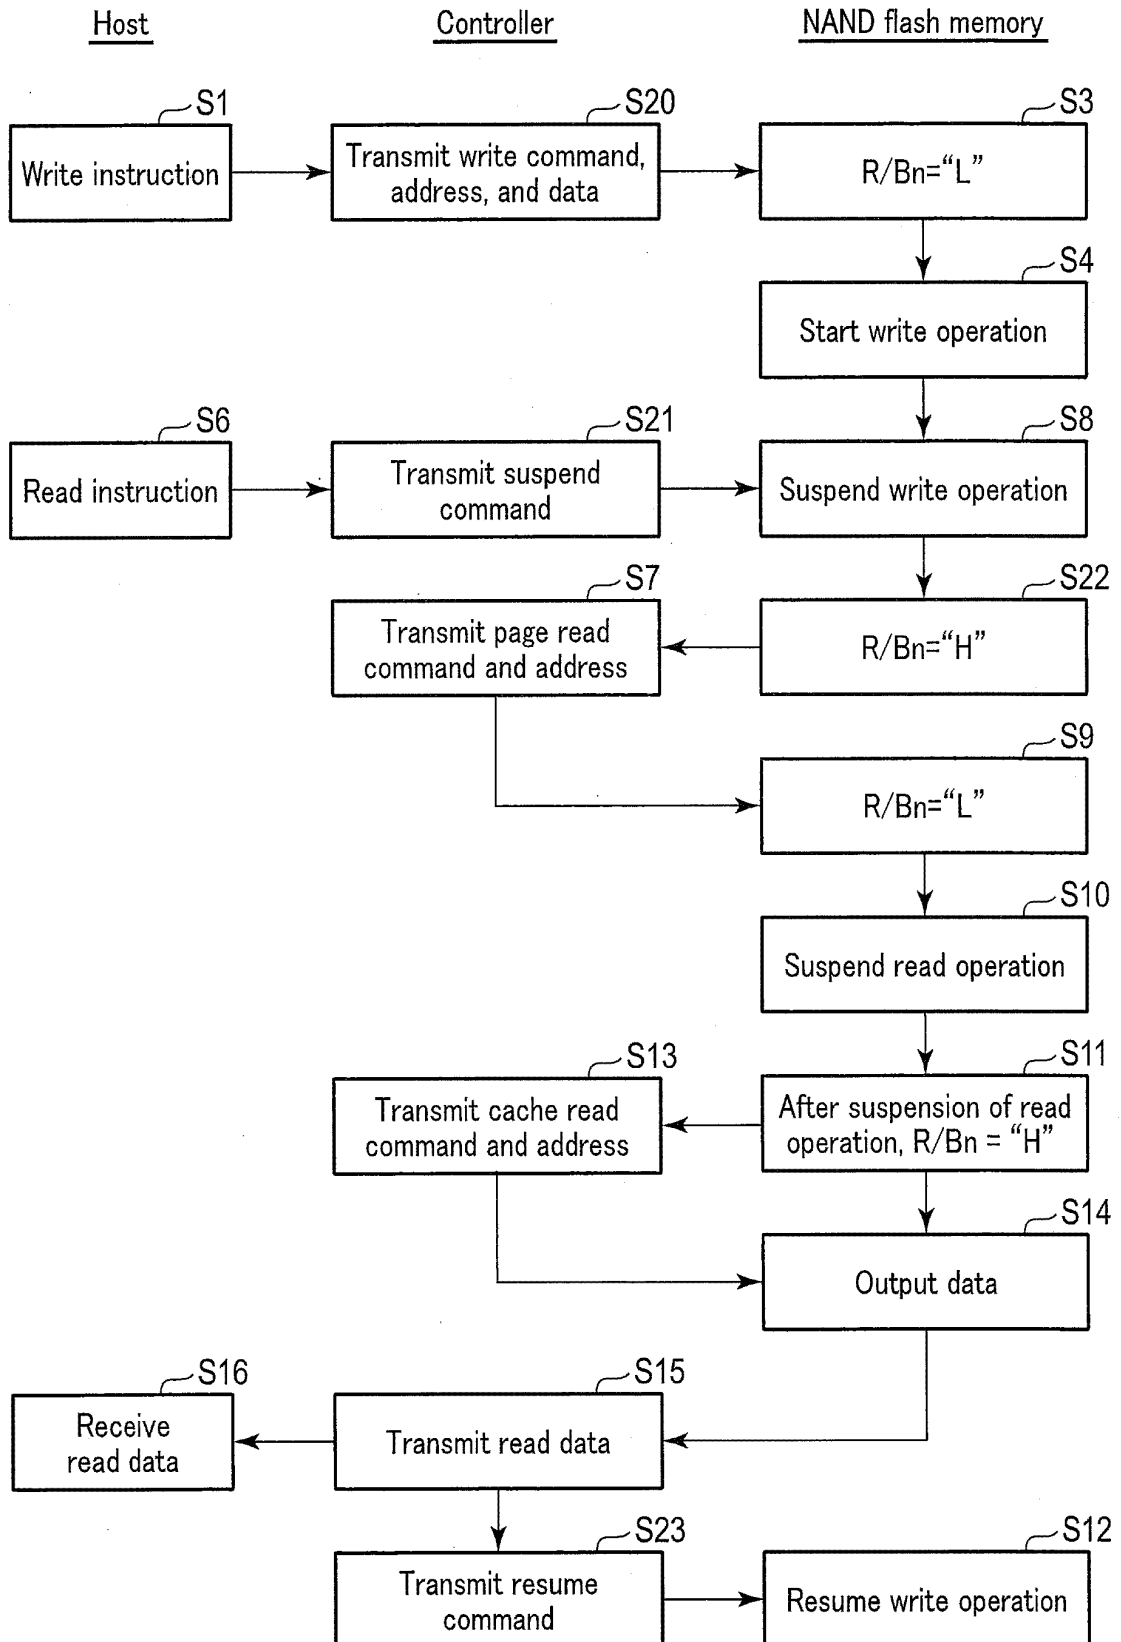 Host
Controller
NAND flash memory
S1
S20
S3
Write instruction
Transmit write command,
address, and data
R/Bn=“L”
S4
Start write operation
S6
S21
S8
Read instruction
Transmit suspend
command
Suspend write operation
S7
S22
Transmit page read
command and address
R/Bn=“H”
S9
R/Bn=“L”
S10
Suspend read operation
S13
S11
Transmit cache read
command and address
After suspension of read
operation, R/Bn = “H”
S14
Output data
S16
S15
Receive
read data
Transmit read data
S23
S12
Transmit resume
command
Resume write operation